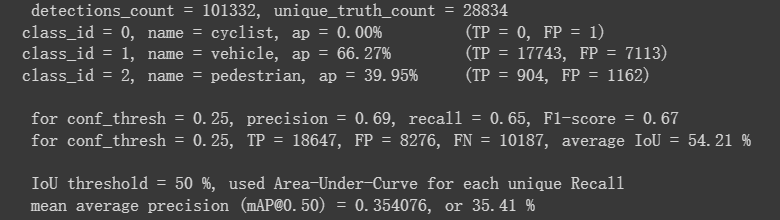 detections_count = 101332, unique_truth_count = 28834
class_id = 0, name = cyclist, ap = 0.00% (TP = 0, FP = 1)
class_id = 1, name = vehicle, ap = 66.27% (TP = 17743, FP = 7113)
class_id = 2, name = pedestrian, ap = 39.95% (TP = 904, FP = 1162)
for conf_thresh = 0.25, precision = 0.69, recall = 0.65, F1-score = 0.67
for conf_thresh = 0.25, TP = 18647, FP = 8276, FN = 10187, average IoU = 54.21 %
IoU threshold = 50 %, used Area-Under-Curve for each unique Recall
mean average precision (mAP@0.50) = 0.354076, or 35.41 %